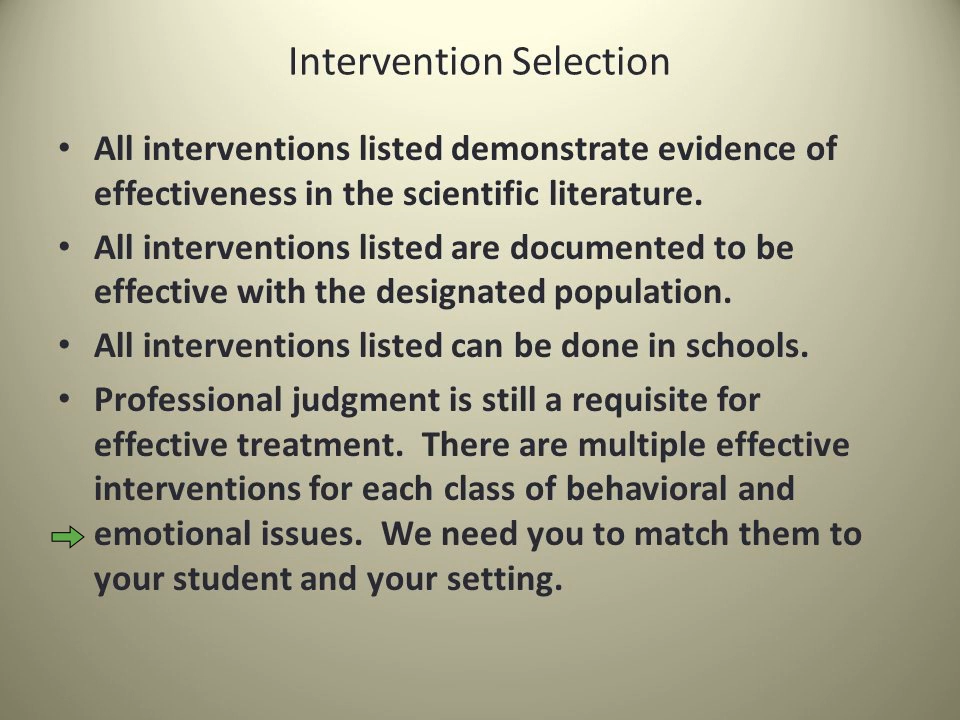 Intervention Selection
• All interventions listed demonstrate evidence of
effectiveness in the scientific literature.
• All interventions listed are documented to be
effective with the designated population.
• All interventions listed can be done in schools.
• Professional judgment is still a requisite for
effective treatment.  There are multiple effective
interventions for each class of behavioral and
emotional issues.  We need you to match them to
your student and your setting.